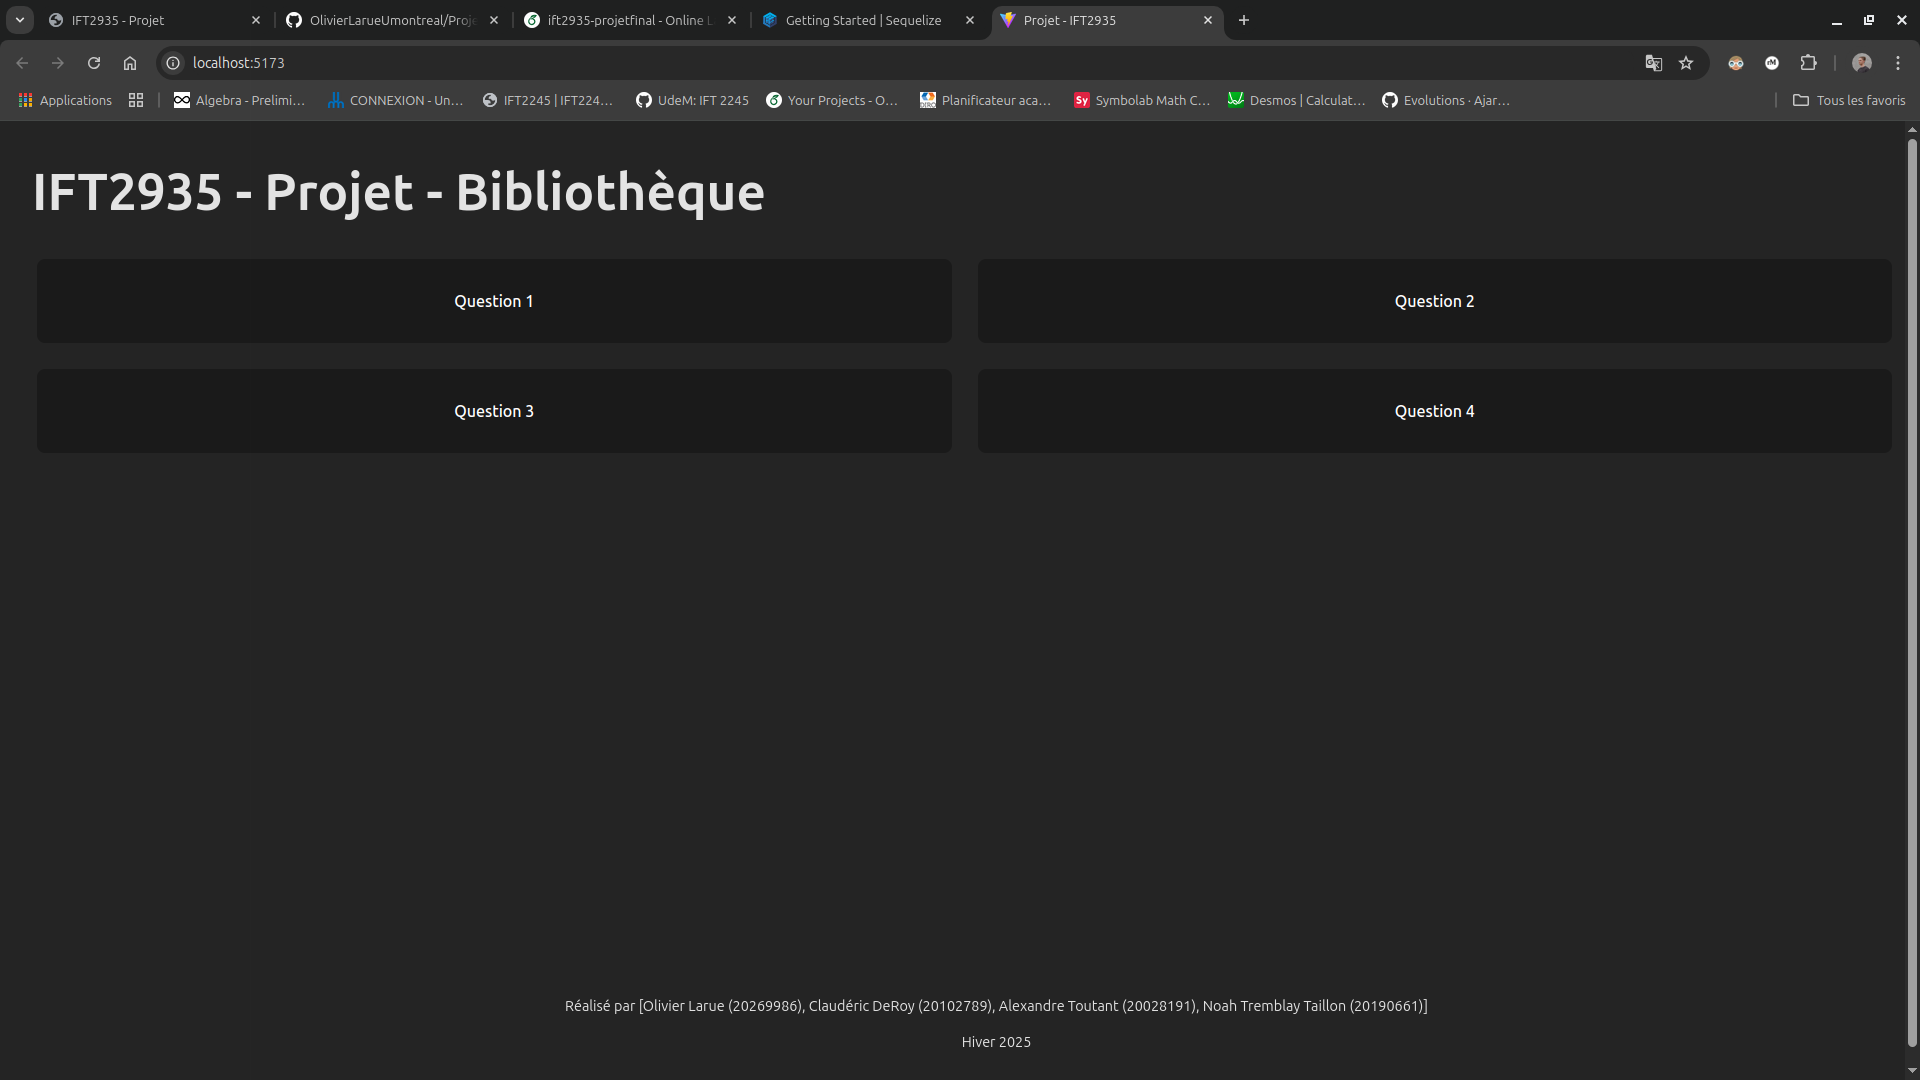 IFT2935 - Projet
OlivierLarueUmontreal/Proje
ift2935-projetfinal - Online L
Getting Started | Sequelize
Projet - IFT2935
localhost:5173
Applications
Algebra - Prelimi...
CONNEXION - Un...
IFT2245 | IFT224...
UdeM: IFT 2245
Your Projects - O...
Planificateur aca...
Sy
Symbolab Math C...
Desmos | Calculat...
Evolutions · Ajar...
Tous les favoris
IFT2935 - Projet - Bibliothèque
Question 1
Question 2
Question 3
Question 4
Réalisé par [Olivier Larue (20269986), Claudéric DeRoy (20102789), Alexandre Toutant (20028191), Noah Tremblay Taillon (20190661)]
Hiver 2025